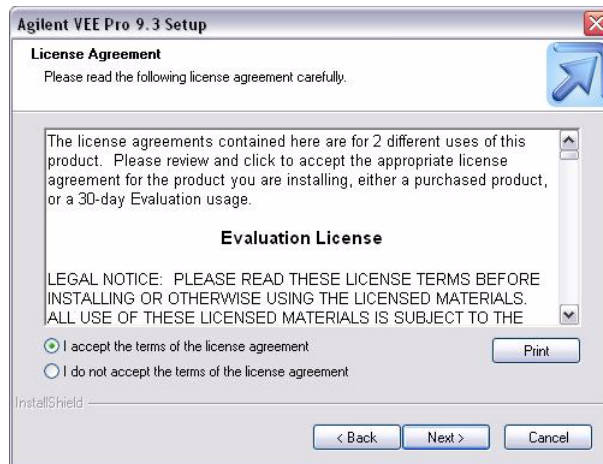 Agilent VEE Pro 9.3 Setup
License Agreement
Please read the following license agreement carefully.
The license agreements contained here are for 2 different uses of this
product.  Please review and click to accept the appropriate license
agreement for the product you are installing, either a purchased product,
or a 30-day Evaluation usage.
Evaluation License
LEGAL NOTICE:  PLEASE READ THESE LICENSE TERMS BEFORE
INSTALLING OR OTHERWISE USING THE LICENSED MATERIALS.
ALL USE OF THESE LICENSED MATERIALS IS SUBJECT TO THE
I accept the terms of the license agreement
Print
I do not accept the terms of the license agreement
InstallShield
< Back
Next >
Cancel